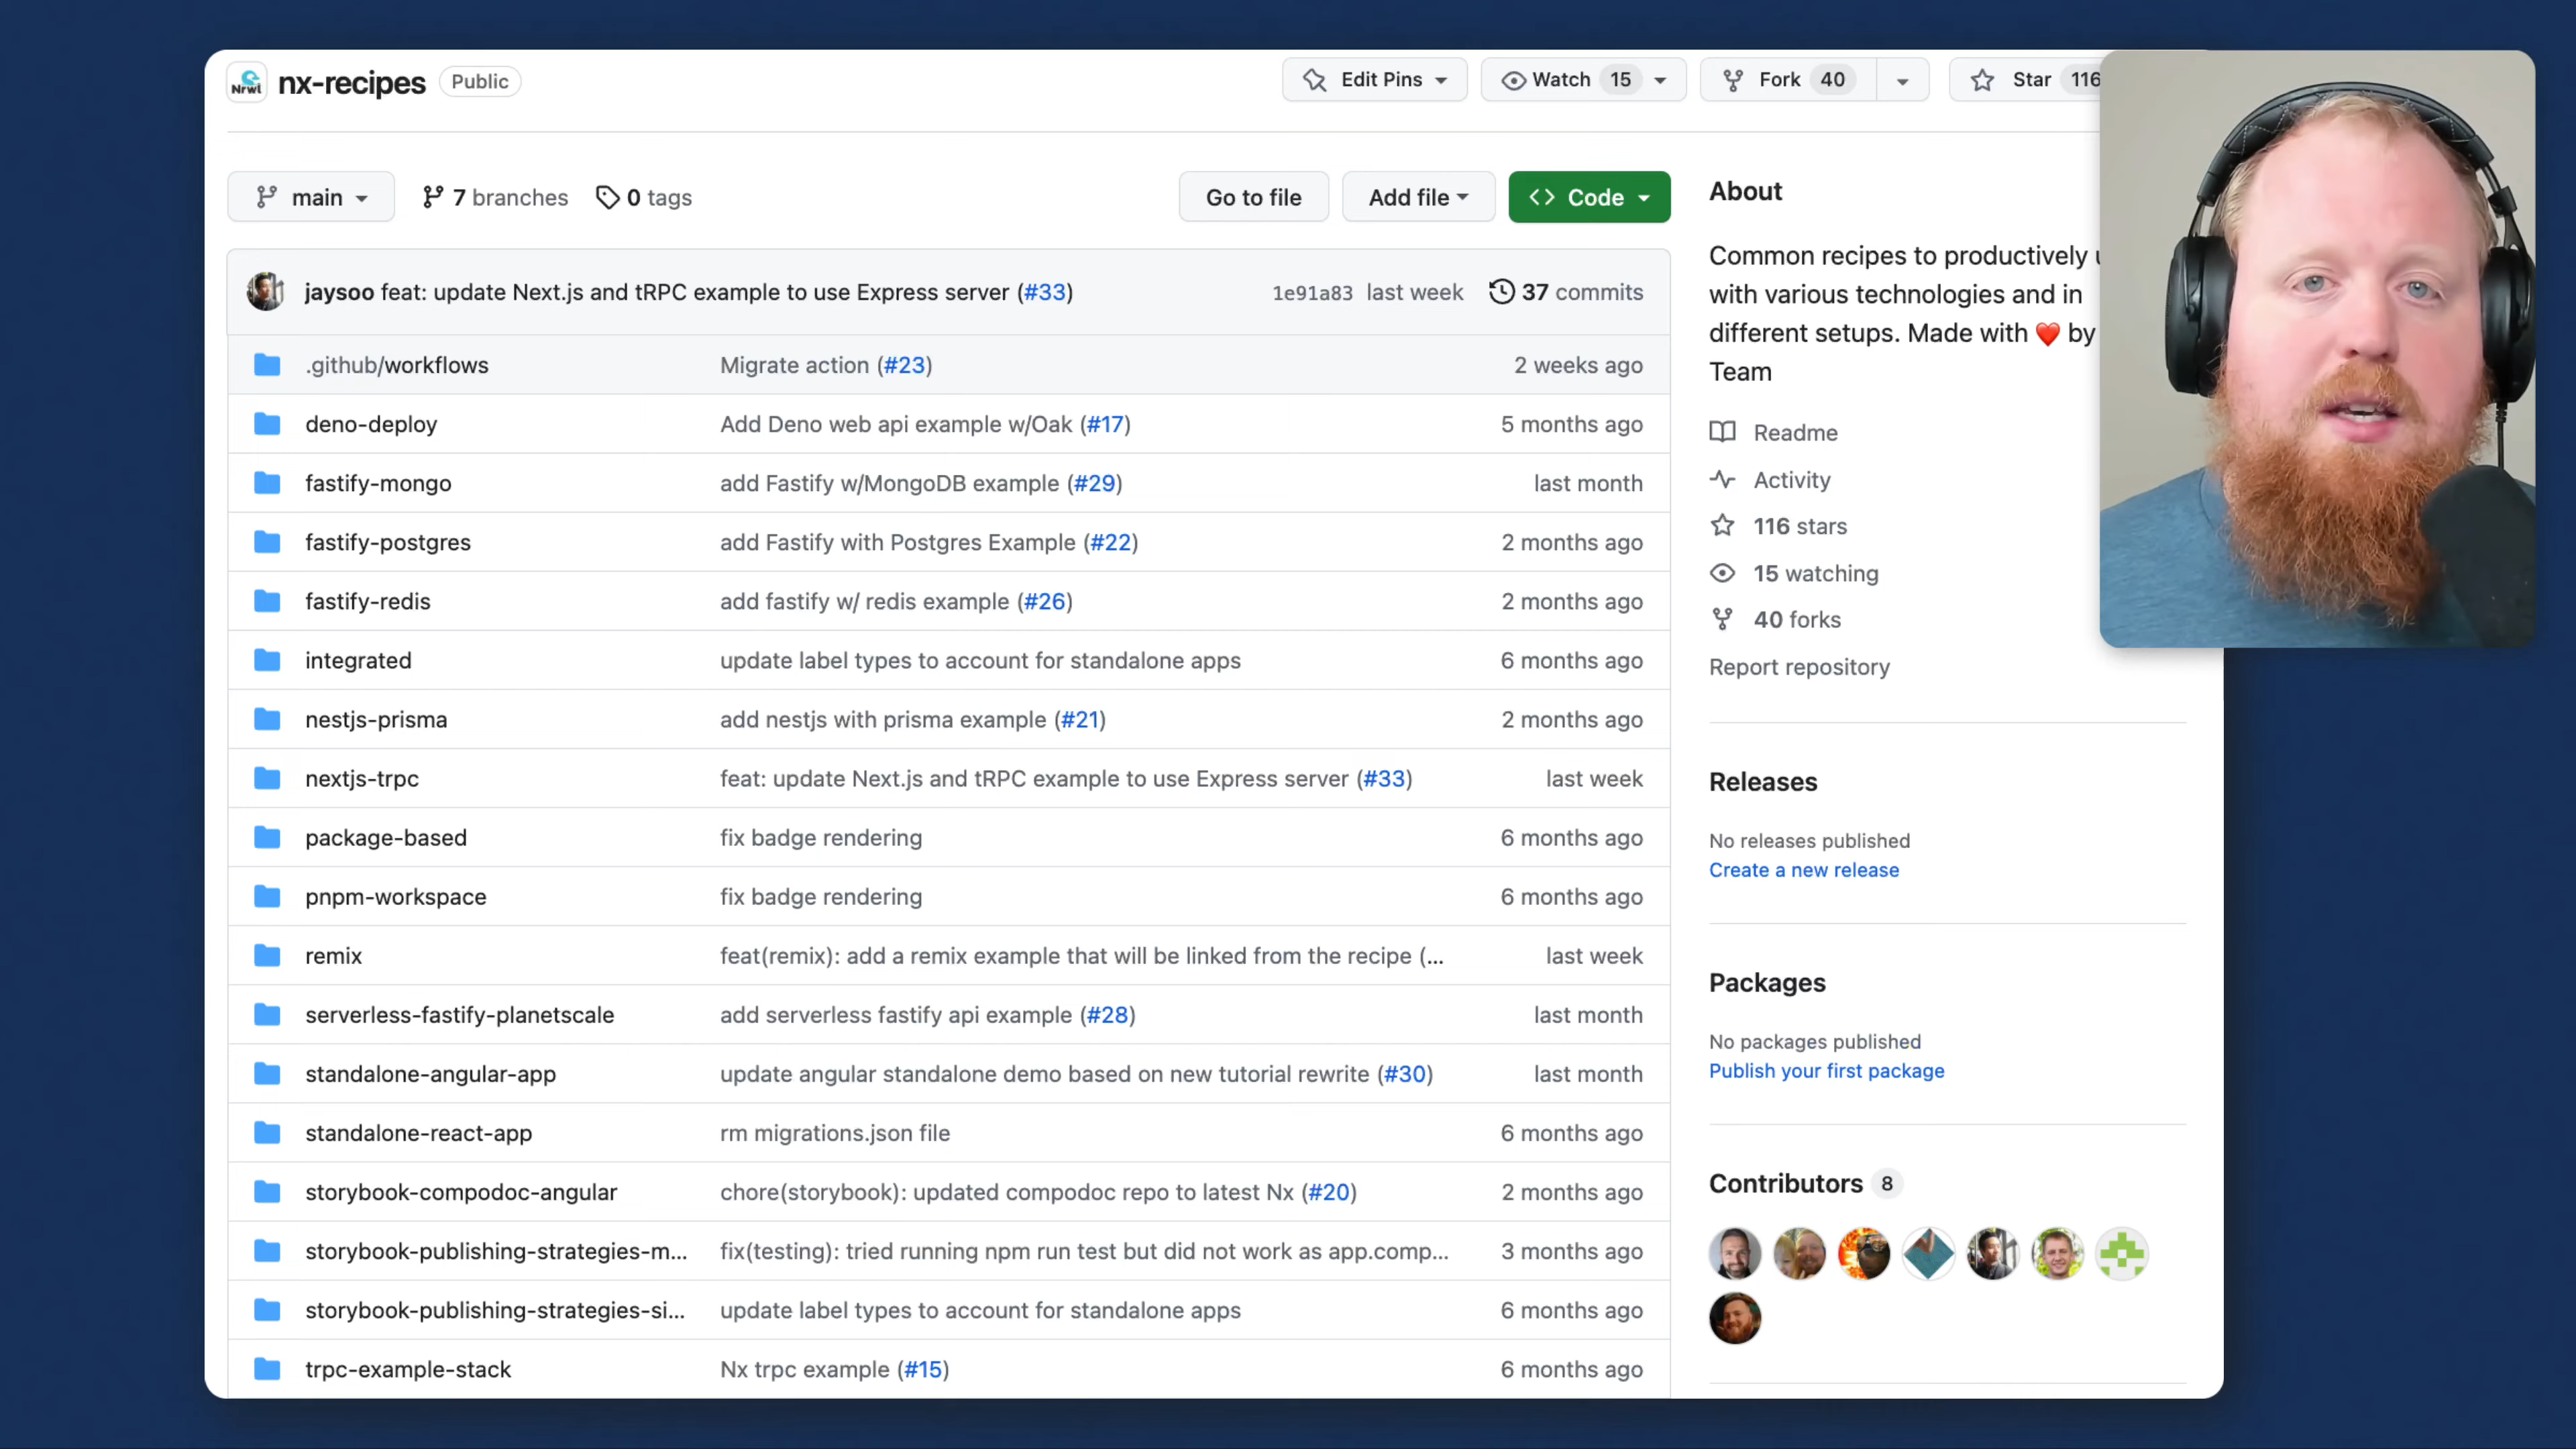 Nrwl nx-recipes Public Edit Pins Watch 15 Fork 40 Star 116
main 7 branches 0 tags Go to file Add file Code
jaysoo feat: update Next.js and tRPC example to use Express server (#33) 1e91a83 last week 37 commits
.github/workflows Migrate action (#23) 2 weeks ago
deno-deploy Add Deno web api example w/Oak (#17) 5 months ago
fastify-mongo add Fastify w/MongoDB example (#29) last month
fastify-postgres add Fastify with Postgres Example (#22) 2 months ago
fastify-redis add fastify w/ redis example (#26) 2 months ago
integrated update label types to account for standalone apps 6 months ago
nestjs-prisma add nestjs with prisma example (#21) 2 months ago
nextjs-trpc feat: update Next.js and tRPC example to use Express server (#33) last week
package-based fix badge rendering 6 months ago
pnpm-workspace fix badge rendering 6 months ago
remix feat(remix): add a remix example that will be linked from the recipe (... last week
serverless-fastify-planetscale add serverless fastify api example (#28) last month
standalone-angular-app update angular standalone demo based on new tutorial rewrite (#30) last month
standalone-react-app rm migrations.json file 6 months ago
storybook-compodoc-angular chore(storybook): updated compodoc repo to latest Nx (#20) 2 months ago
storybook-publishing-strategies-m... fix(testing): tried running npm run test but did not work as app.comp... 3 months ago
storybook-publishing-strategies-si... update label types to account for standalone apps 6 months ago
trpc-example-stack Nx trpc example (#15) 6 months ago
About
Common recipes to productively
with various technologies and in
different setups. Made with ❤️ by
Team
Readme
Activity
116 stars
15 watching
40 forks
Report repository
Releases
No releases published
Create a new release
Packages
No packages published
Publish your first package
Contributors 8